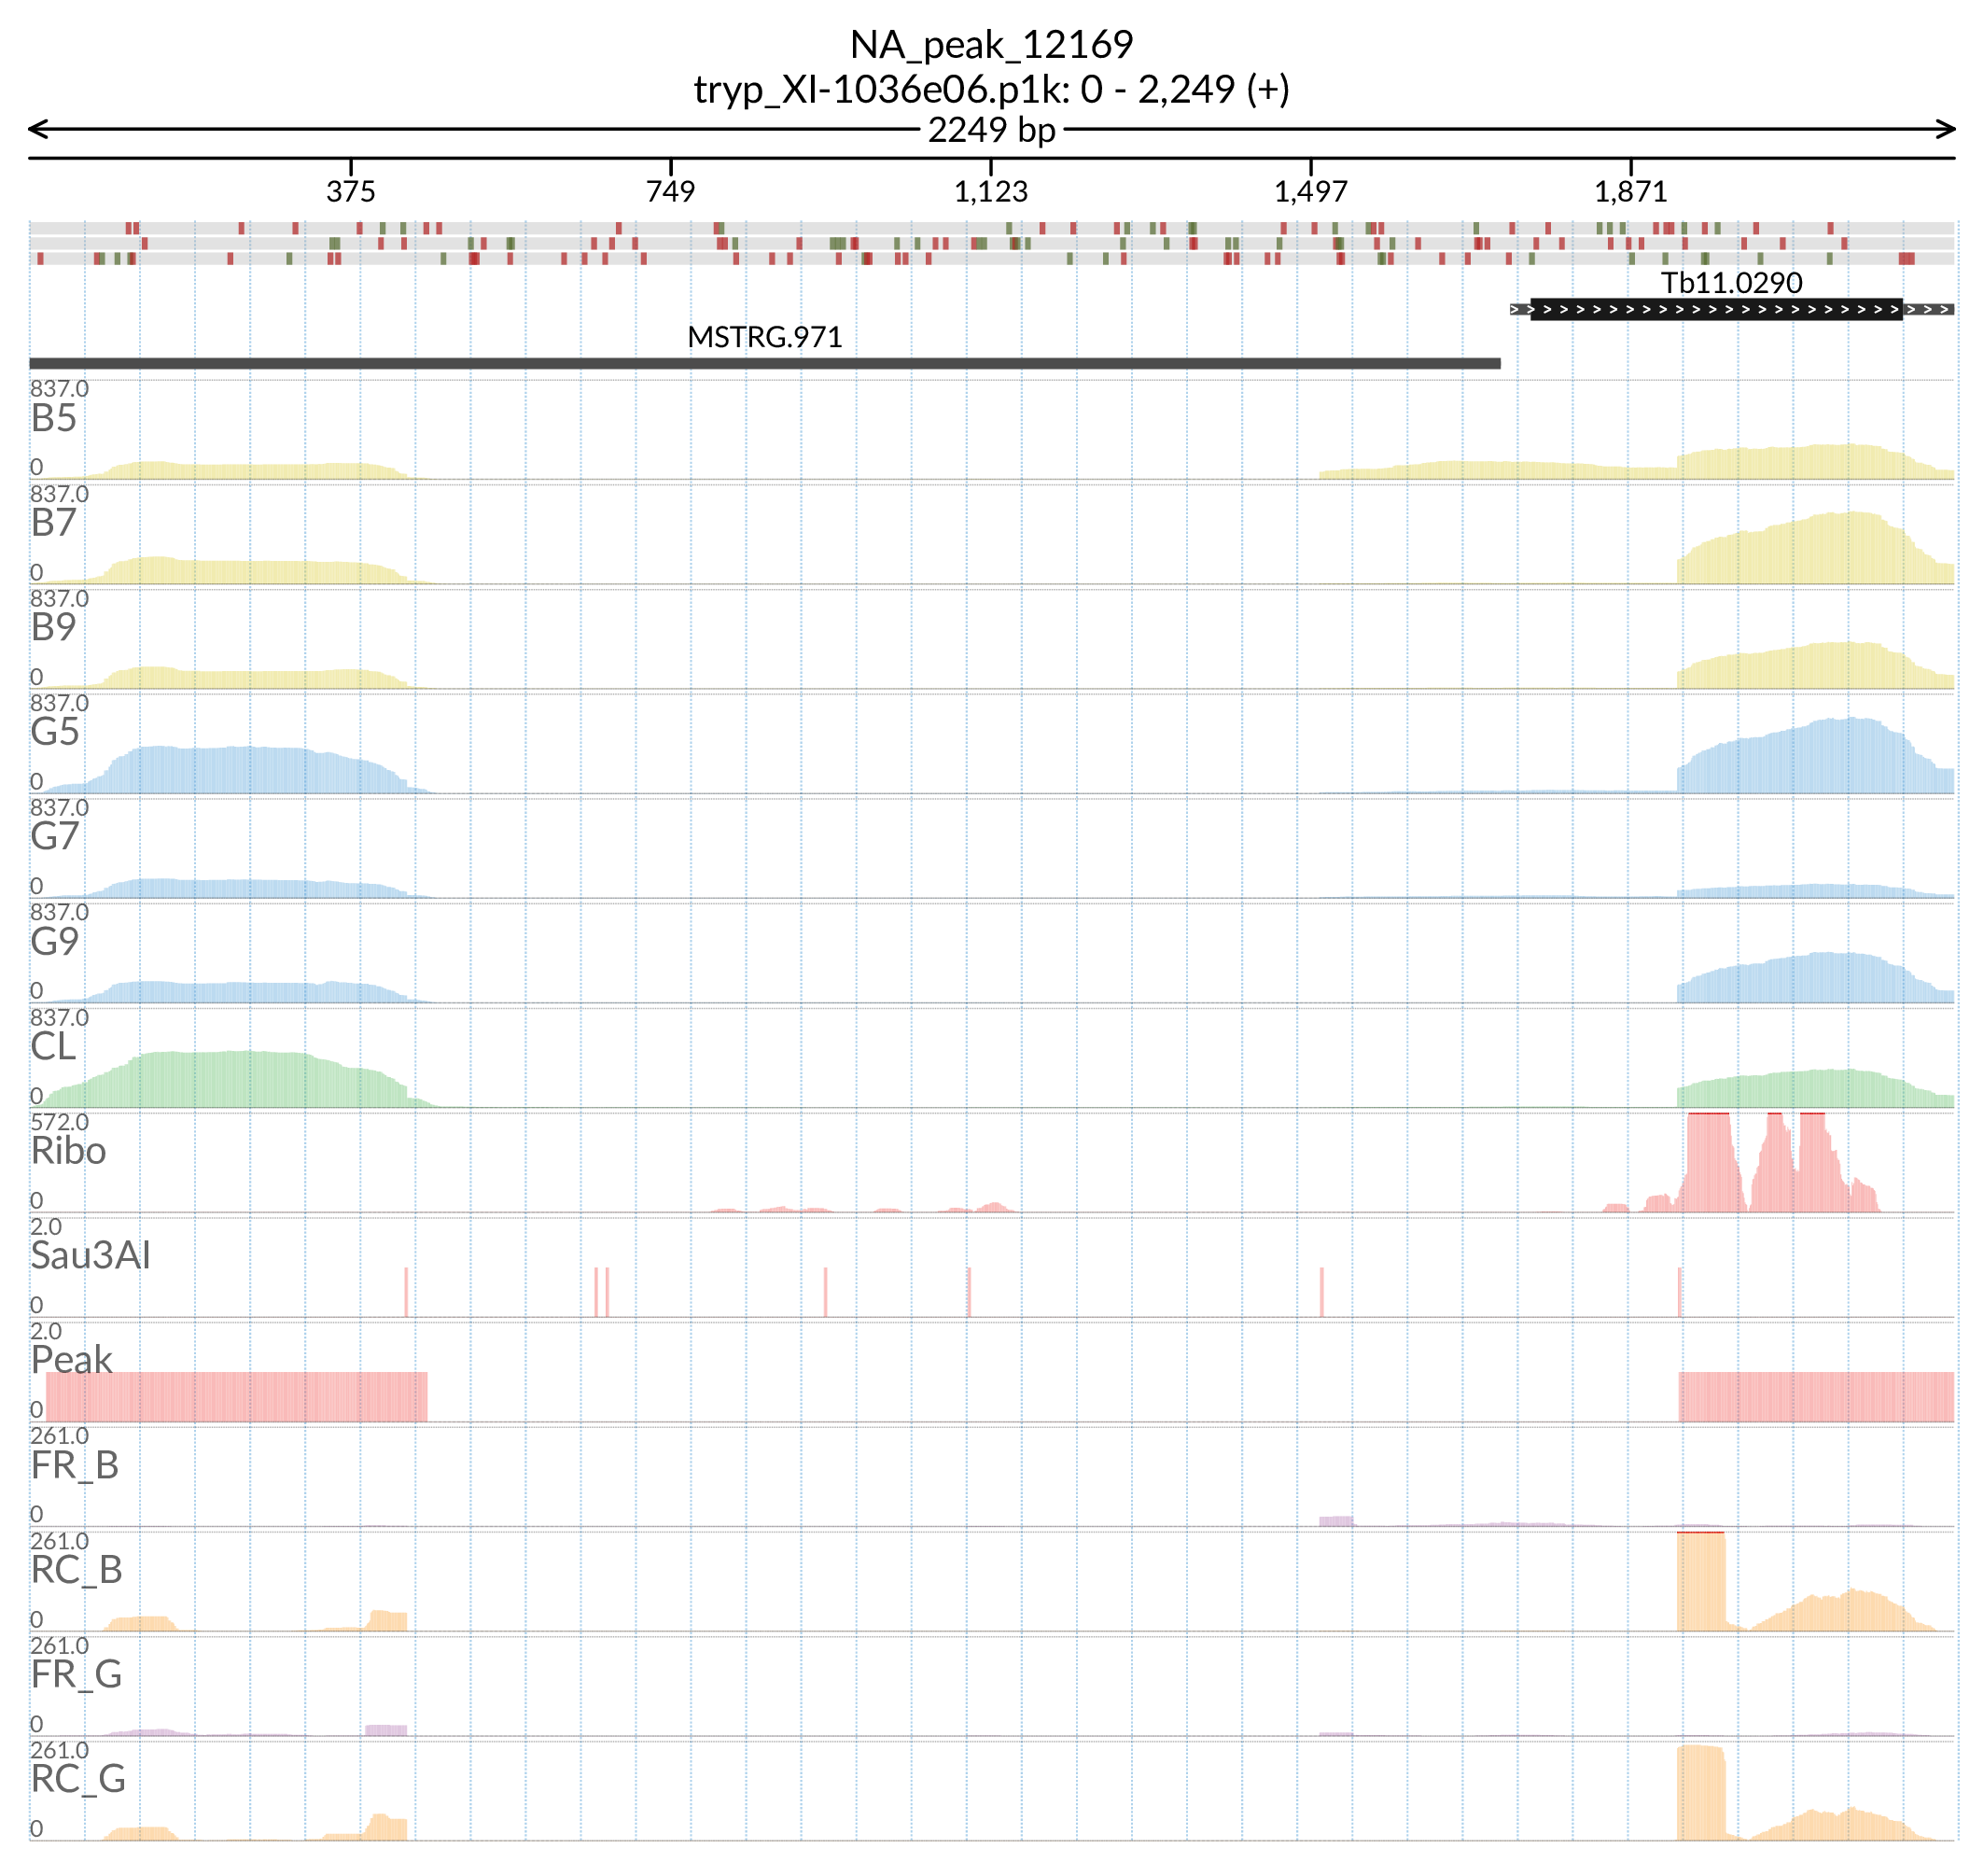 NA_peak_12169
tryp_XI-1036e06.p1k: 0 - 2,249 (+)
2249 bp
375 749 1,123 1,497 1,871
Tb11.0290
MSTRG.971
837.0
B5
0
837.0
B7
0
837.0
B9
0
837.0
G5
0
837.0
G7
0
837.0
G9
0
837.0
CL
0
572.0
Ribo
0
2.0
Sau3AI
0
2.0
Peak
0
261.0
FR_B
0
261.0
RC_B
0
261.0
FR_G
0
261.0
RC_G
0